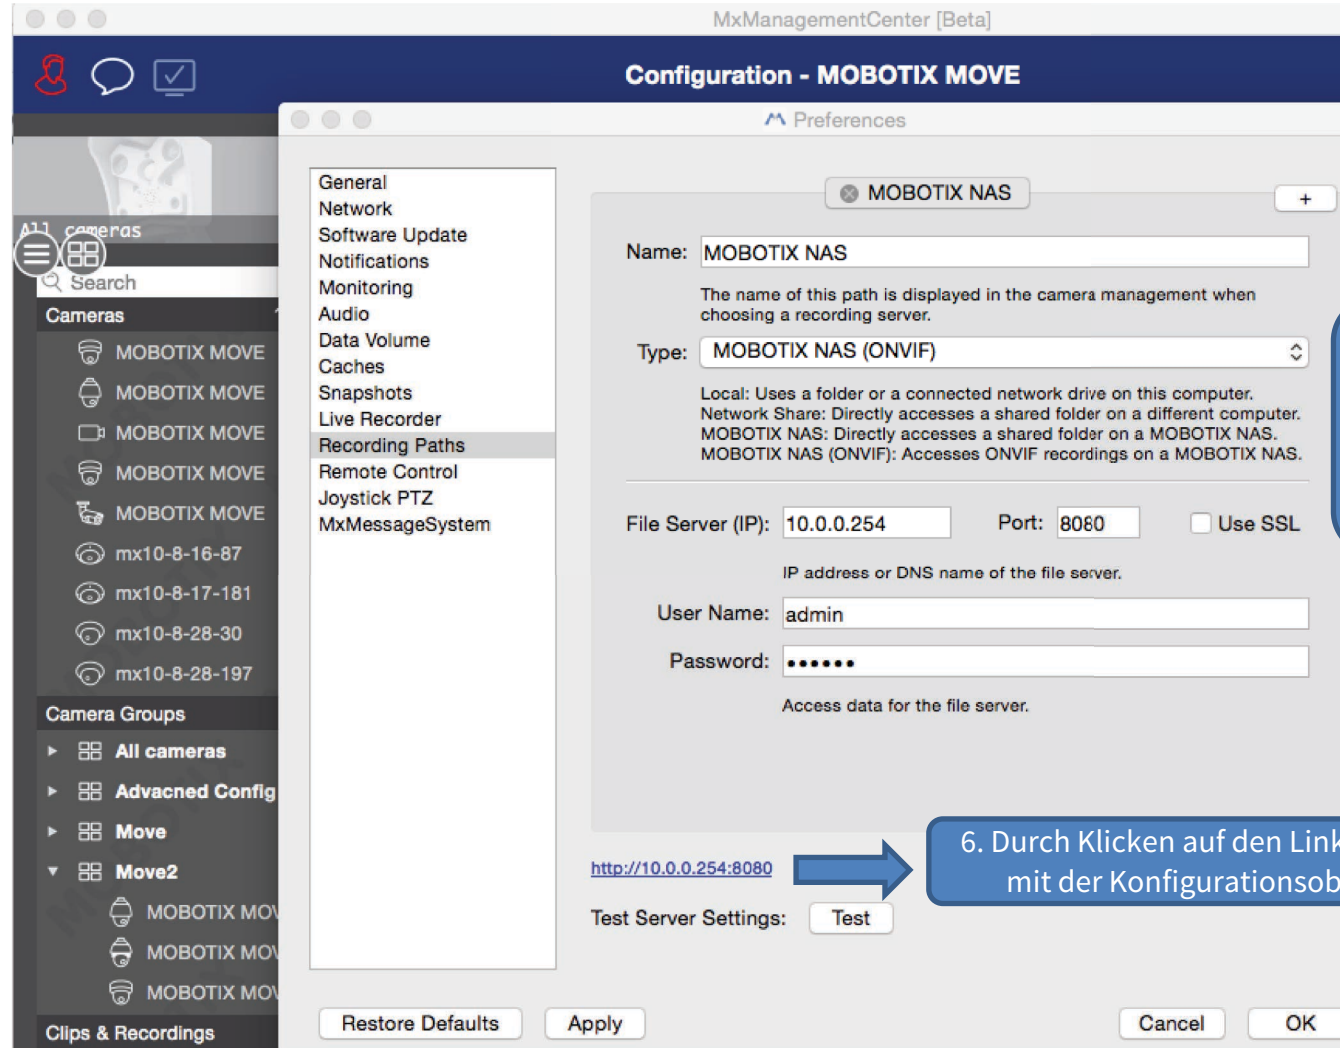 MxManagementCenter [Beta]
Configuration - MOBOTIX MOVE
Preferences
All cameras
Search
Cameras
MOBOTIX MOVE
MOBOTIX MOVE
MOBOTIX MOVE
MOBOTIX MOVE
MOBOTIX MOVE
mx10-8-16-87
mx10-8-17-181
mx10-8-28-30
mx10-8-28-197
Camera Groups
All cameras
Advacned Config
Move
Move2
MOBOTIX MOV
MOBOTIX MOV
MOBOTIX MOV
Clips & Recordings
General
Network
Software Update
Notifications
Monitoring
Audio
Data Volume
Caches
Snapshots
Live Recorder
Recording Paths
Remote Control
Joystick PTZ
MxMessageSystem
MOBOTIX NAS
+
Name: MOBOTIX NAS
The name of this path is displayed in the camera management when
choosing a recording server.
Type: MOBOTIX NAS (ONVIF)
Local: Uses a folder or a connected network drive on this computer.
Network Share: Directly accesses a shared folder on a different computer.
MOBOTIX NAS: Directly accesses a shared folder on a MOBOTIX NAS.
MOBOTIX NAS (ONVIF): Accesses ONVIF recordings on a MOBOTIX NAS.
File Server (IP): 10.0.0.254 Port: 8080 Use SSL
IP address or DNS name of the file server.
User Name: admin
Password: ••••••
Access data for the file server.
http://10.0.0.254:8080
6. Durch Klicken auf den Link
mit der Konfigurationsob
Test Server Settings: Test
Restore Defaults Apply Cancel OK